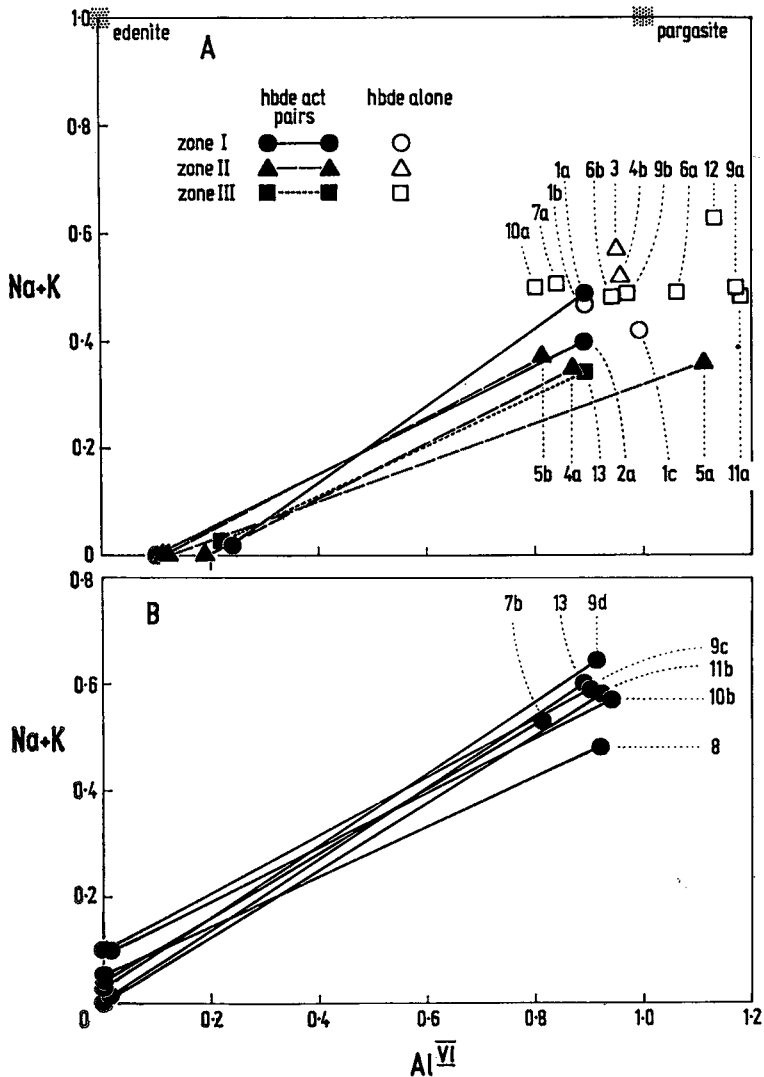 1·0
edenite
pargasite
A
hbde act pairs
hbde alone
zone I
zone II
zone III
0·8
1a 6b 3 4b 9b 6a 12 9a
1b
7a
10a
0·6
Na+K
0·4
0·2
5b 4a 13 2a 1c 5a 11a
0
0·8
B
7b 13 9d
9c
11b
10b
8
0·6
Na+K
0·4
0·2
0 0·2 0·4 0·6 0·8 1·0 1·2
Al VI